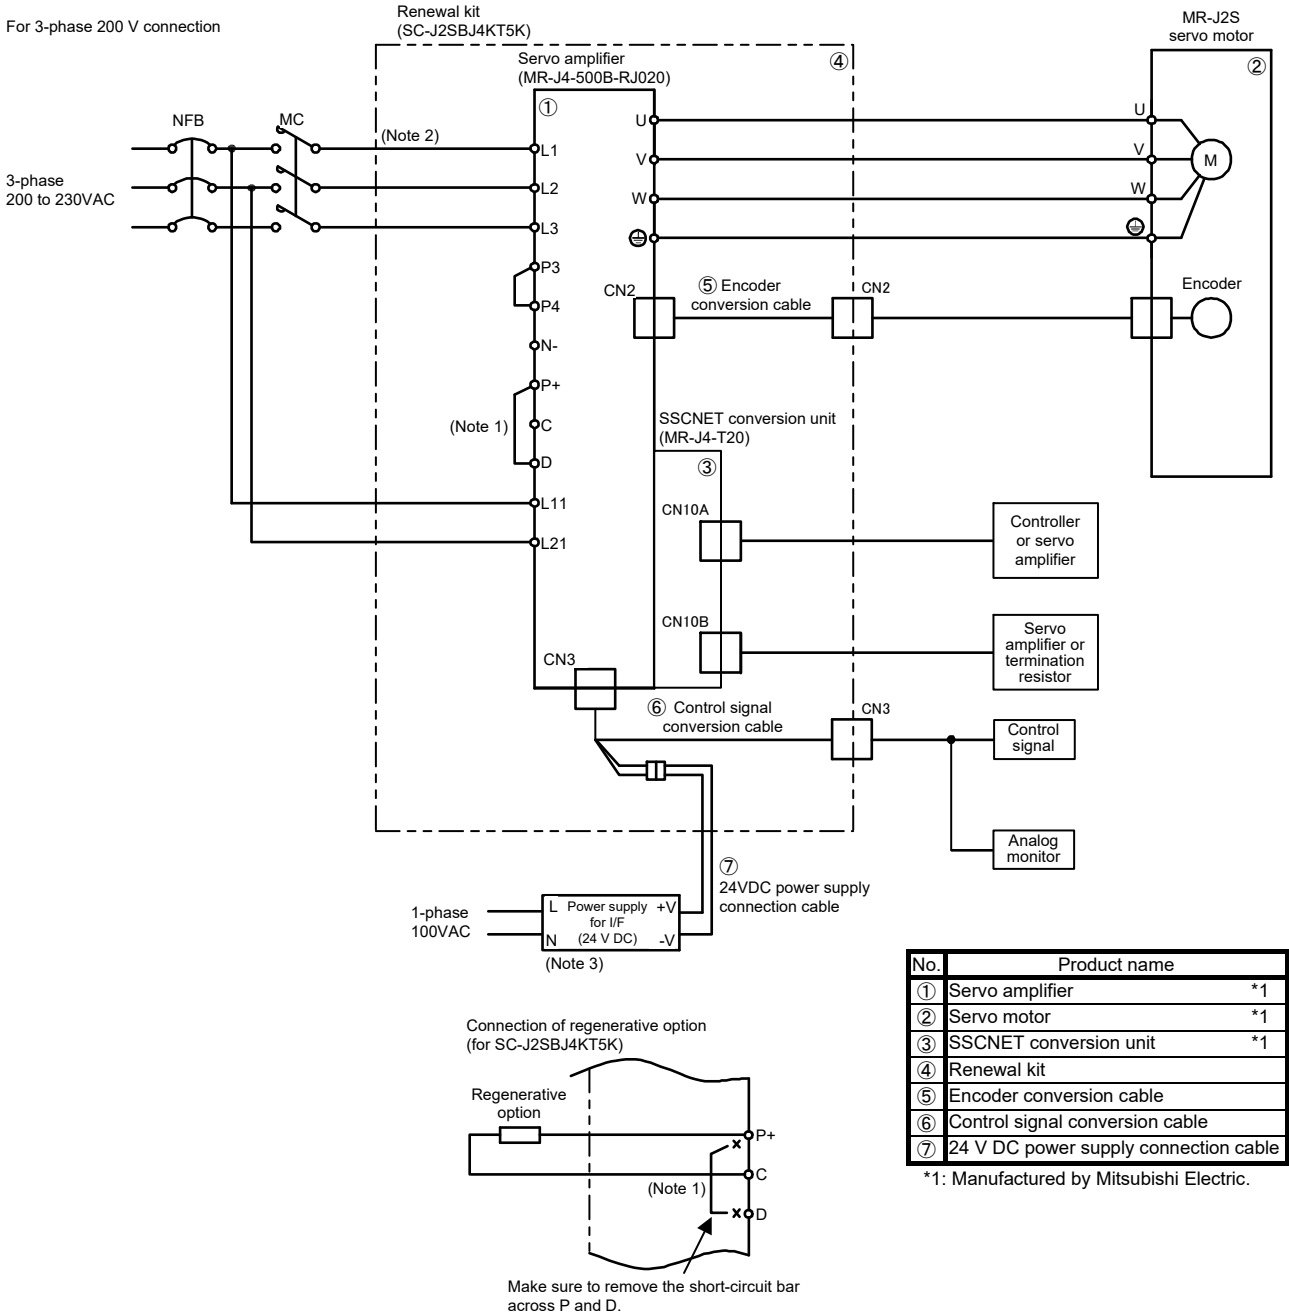 For 3-phase 200 V connection
Renewal kit
(SC-J2SBJ4KT5K)
MR-J2S
servo motor
Servo amplifier
(MR-J4-500B-RJ020)
④
②
①
NFB
MC
(Note 2)
3-phase
200 to 230VAC
L1
L2
L3
P3
P4
N-
P+
(Note 1)
C
D
L11
L21
U
V
W
U
V
W
M
CN2
⑤ Encoder
conversion cable
CN2
Encoder
SSCNET conversion unit
(MR-J4-T20)
③
CN10A
Controller
or servo
amplifier
CN10B
Servo
amplifier or
termination
resistor
CN3
⑥ Control signal
conversion cable
CN3
Control
signal
Analog
monitor
⑦
24VDC power supply
connection cable
1-phase
100VAC
L Power supply +V
for I/F
N (24 V DC) -V
(Note 3)
No. Product name
① Servo amplifier *1
② Servo motor *1
③ SSCNET conversion unit *1
④ Renewal kit
⑤ Encoder conversion cable
⑥ Control signal conversion cable
⑦ 24 V DC power supply connection cable
*1: Manufactured by Mitsubishi Electric.
Connection of regenerative option
(for SC-J2SBJ4KT5K)
Regenerative
option
P+
C
(Note 1)
D
Make sure to remove the short-circuit bar
across P and D.